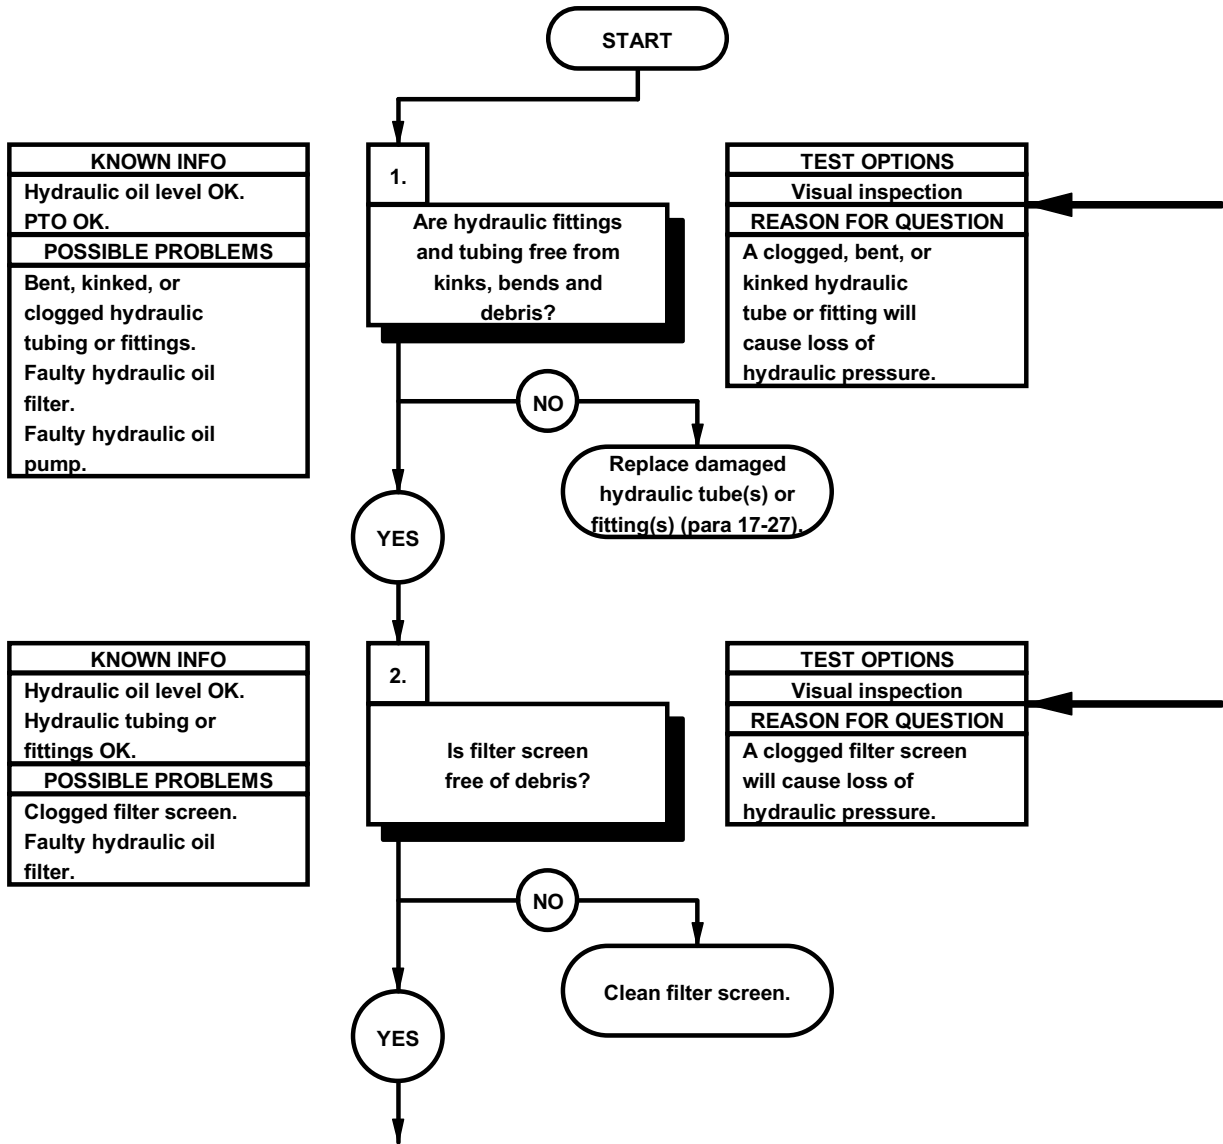 START
KNOWN INFO
Hydraulic oil level OK.
PTO OK.
POSSIBLE PROBLEMS
Bent, kinked, or
clogged hydraulic
tubing or fittings.
Faulty hydraulic oil
filter.
Faulty hydraulic oil
pump.
1.
Are hydraulic fittings
and tubing free from
kinks, bends and
debris?
TEST OPTIONS
Visual inspection
REASON FOR QUESTION
A clogged, bent, or
kinked hydraulic
tube or fitting will
cause loss of
hydraulic pressure.
NO
Replace damaged
hydraulic tube(s) or
fitting(s) (para 17-27).
YES
KNOWN INFO
Hydraulic oil level OK.
Hydraulic tubing or
fittings OK.
POSSIBLE PROBLEMS
Clogged filter screen.
Faulty hydraulic oil
filter.
2.
Is filter screen
free of debris?
TEST OPTIONS
Visual inspection
REASON FOR QUESTION
A clogged filter screen
will cause loss of
hydraulic pressure.
NO
Clean filter screen.
YES